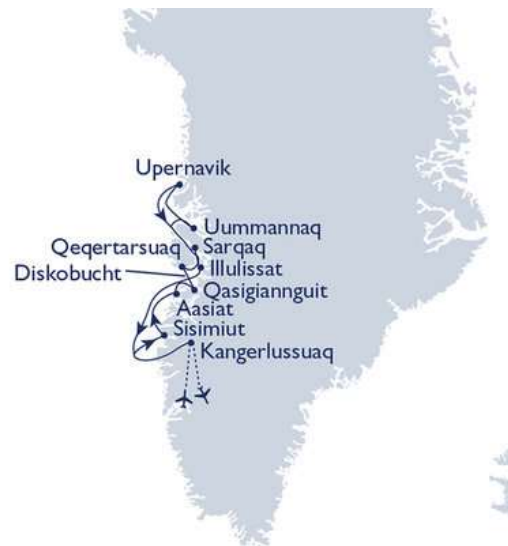 Upernavik
Uummannaq
Qeqertarsuaq
Sarqaq
Diskobucht
Illulissat
Qasigiannguit
Aasiat
Sisimiut
Kangerlussuaq